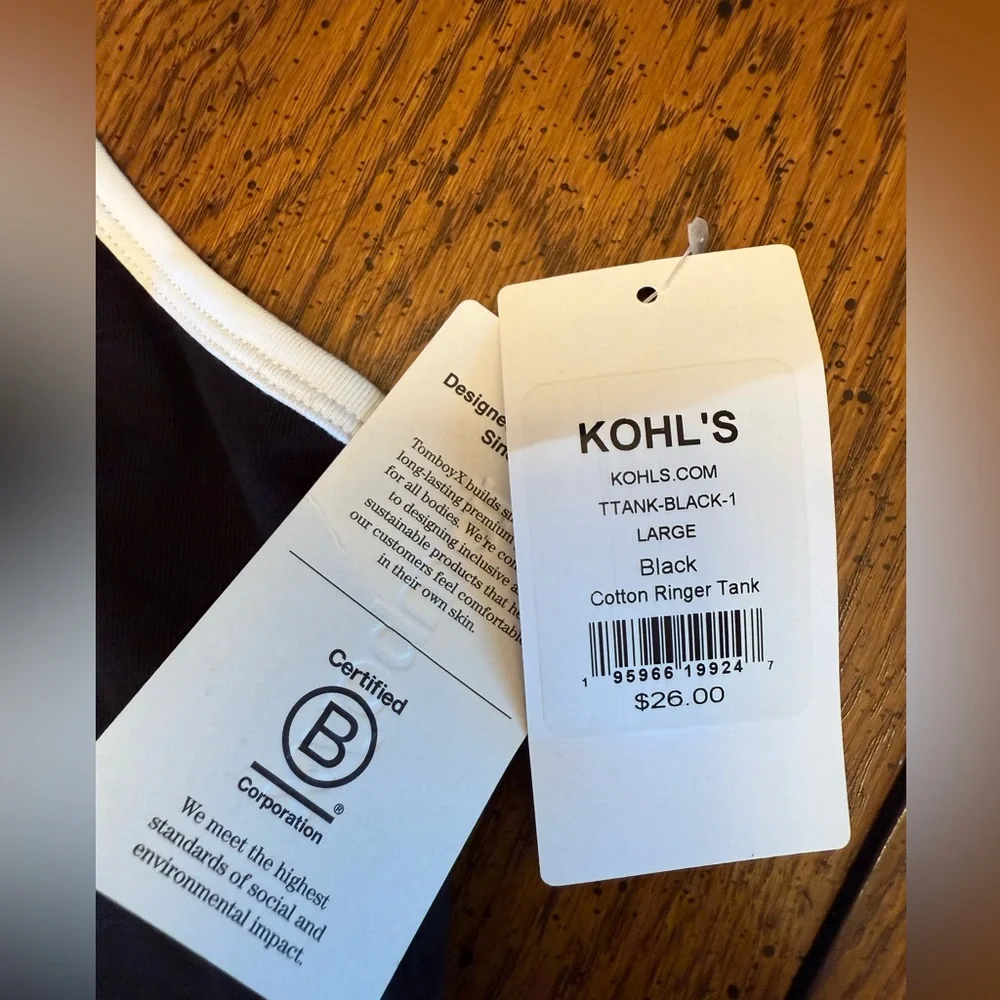 Designe
Sin
TomboyX builds st
long-lasting premium
for all bodies. We're co
to designing inclusive a
sustainable products that he
our customers feel comfortabl
in their own skin.
Certified
B
Corporation
®
We meet the highest
standards of social and
environmental impact.
KOHL'S
KOHLS.COM
TTANK-BLACK-1
LARGE
Black
Cotton Ringer Tank
1 95966 19924 7
$26.00